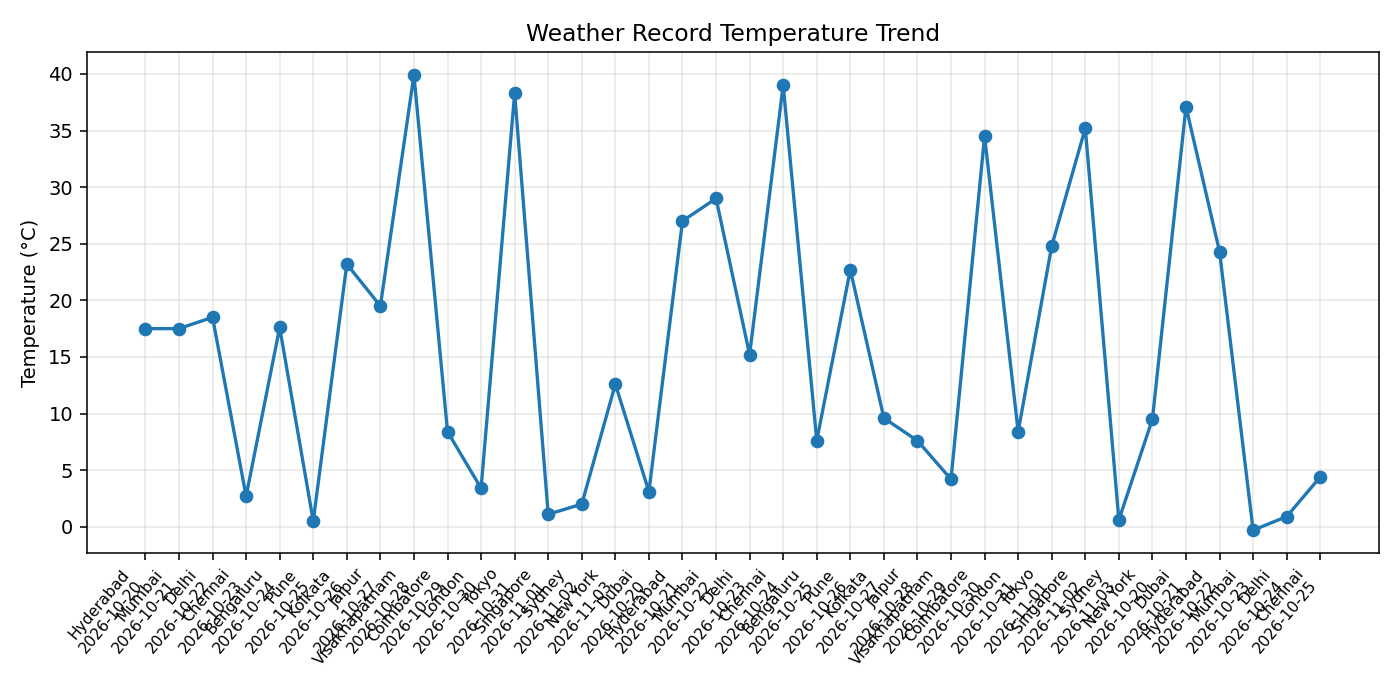 Weather Record Temperature Trend
Temperature (°C)
40
35
30
25
20
15
10
5
0
Hyderabad
2026-10-20
Mumbai
2026-10-21
Delhi
2026-10-22
Chennai
2026-10-23
Bengaluru
2026-10-24
Pune
2026-10-25
Kolkata
2026-10-26
Jaipur
2026-10-27
Visakhapatnam
2026-10-28
Coimbatore
2026-10-29
London
2026-10-30
Tokyo
2026-10-31
Singapore
2026-11-01
Sydney
2026-11-02
New York
2026-11-03
Dubai
2026-10-20
Hyderabad
2026-10-21
Mumbai
2026-10-22
Delhi
2026-10-23
Chennai
2026-10-24
Bengaluru
2026-10-25
Pune
2026-10-26
Kolkata
2026-10-27
Jaipur
2026-10-28
Visakhapatnam
2026-10-29
Coimbatore
2026-10-30
London
2026-10-31
Tokyo
2026-11-01
Singapore
2026-11-02
Sydney
2026-11-03
New York
2026-10-20
Dubai
2026-10-21
Hyderabad
2026-10-22
Mumbai
2026-10-23
Delhi
2026-10-24
Chennai
2026-10-25